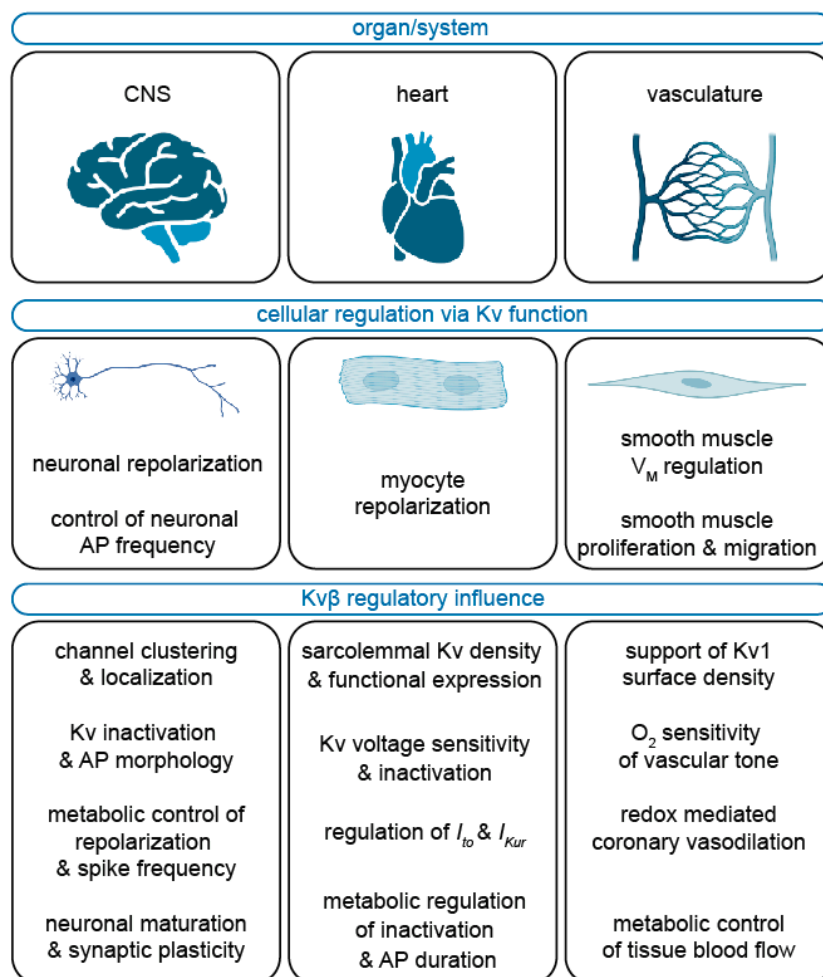 organ/system
CNS
heart
vasculature
cellular regulation via Kv function
neuronal repolarization
control of neuronal
AP frequency
myocyte
repolarization
smooth muscle
V_M regulation
smooth muscle
proliferation & migration
Kvβ regulatory influence
channel clustering
& localization
Kv inactivation
& AP morphology
metabolic control of
repolarization
& spike frequency
neuronal maturation
& synaptic plasticity
sarcolemmal Kv density
& functional expression
Kv voltage sensitivity
& inactivation
regulation of I_to & I_Kur
metabolic regulation
of inactivation
& AP duration
support of Kv1
surface density
O₂ sensitivity
of vascular tone
redox mediated
coronary vasodilation
metabolic control
of tissue blood flow